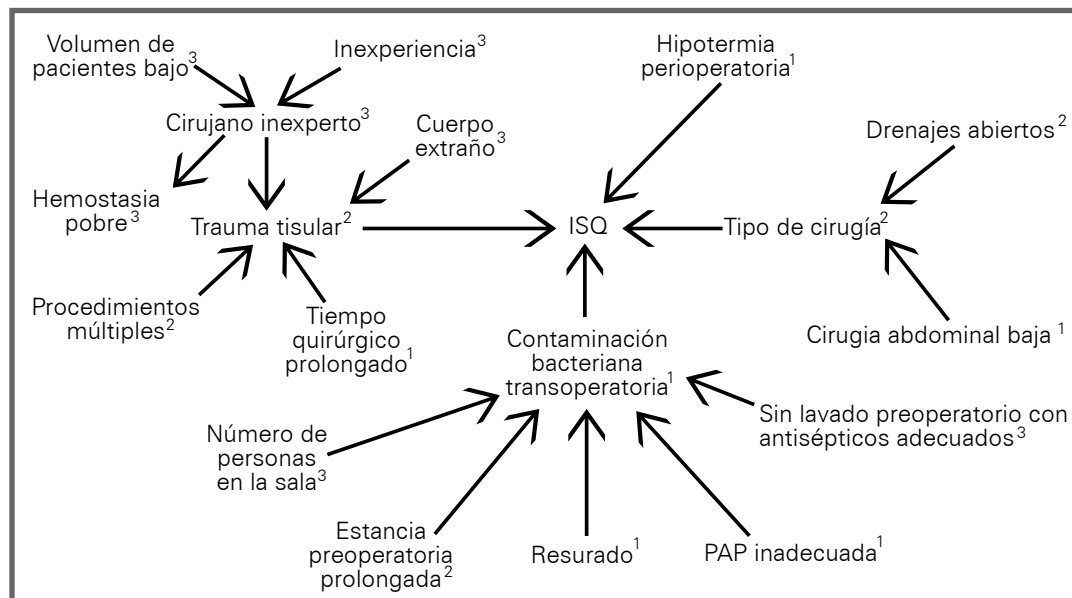 Volumen de
pacientes bajo³
Inexperiencia³
Hipotermia
perioperatoria¹
Cirujano inexperto³
Cuerpo
extraño³
Drenajes abiertos²
Hemostasia
pobre³
Trauma tisular²
ISQ
Tipo de cirugía²
Procedimientos
múltiples²
Tiempo
quirúrgico
prolongado¹
Contaminación
bacteriana
transoperatoria¹
Cirugia abdominal baja¹
Número de
personas
en la sala³
Sin lavado preoperatorio con
antisépticos adecuados³
Estancia
preoperatoria
prolongada²
Resurado¹
PAP inadecuada¹